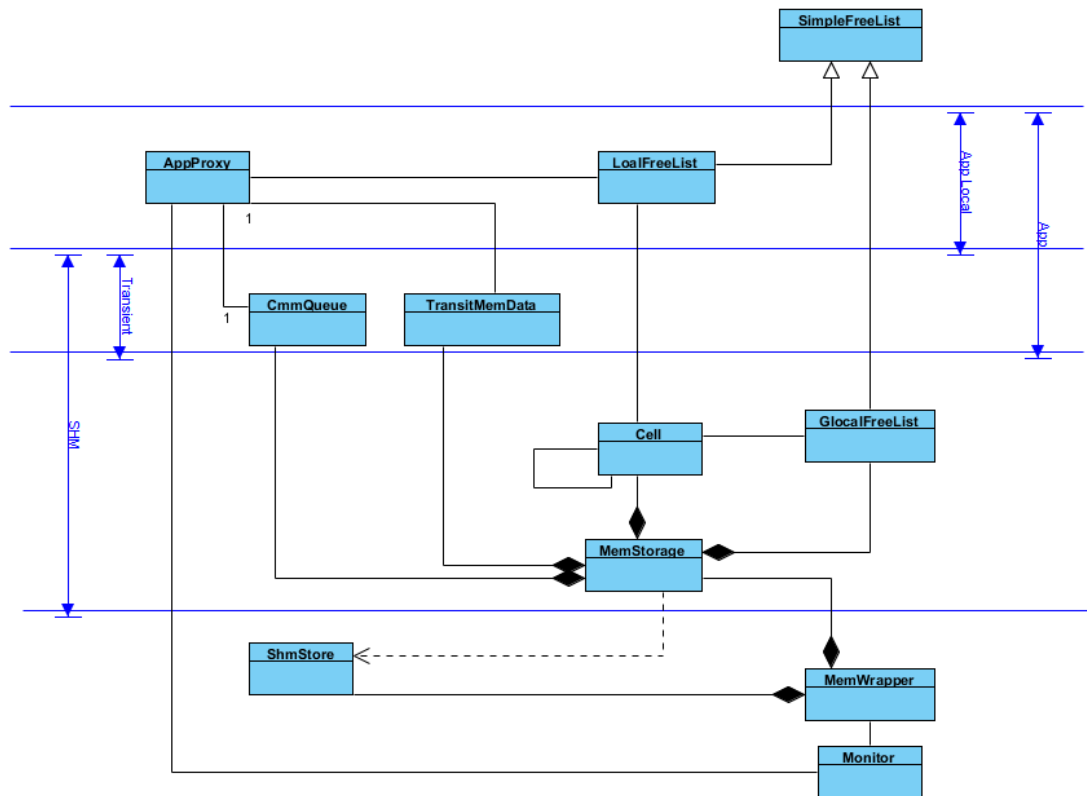 SimpleFreeList
AppProxy
LoalFreeList
App Local
App
1
Transient
CmmQueue
TransitMemData
1
SHM
GlocalFreeList
Cell
MemStorage
ShmStore
MemWrapper
Monitor